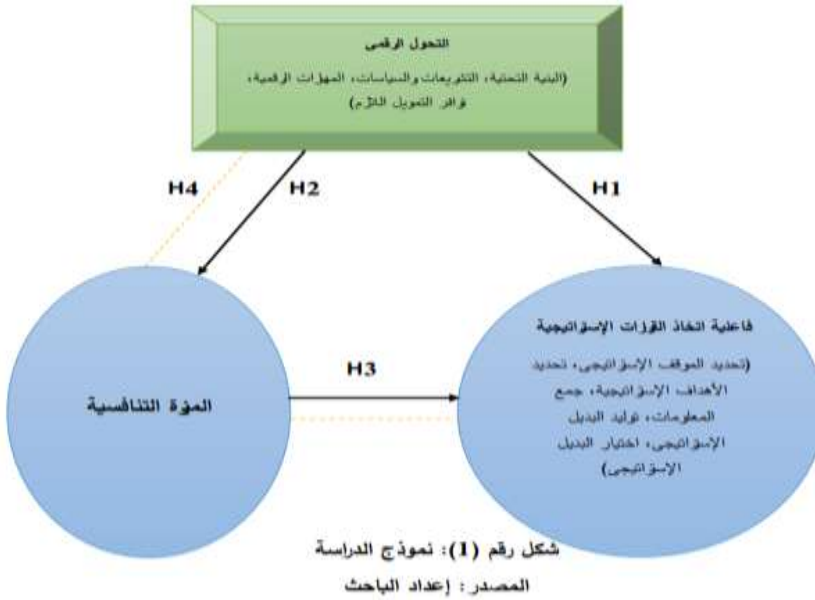 التحول الرقمى
(البنية التحتية، التشريعات والسياسات، المهارات الرقمية،
توافر التمويل اللازم)
H4
H2
H1
فاعلية اتخاذ القرارات الإستراتيجية
(تحديد الموقف الإستراتيجى، تحديد
الأهداف الإستراتيجية، جمع
المعلومات، توليد البديل
الإستراتيجى، اختيار البديل
الإستراتيجى)
H3
الميزة التنافسية
شكل رقم (1): نموذج الدراسة
المصدر: إعداد الباحث